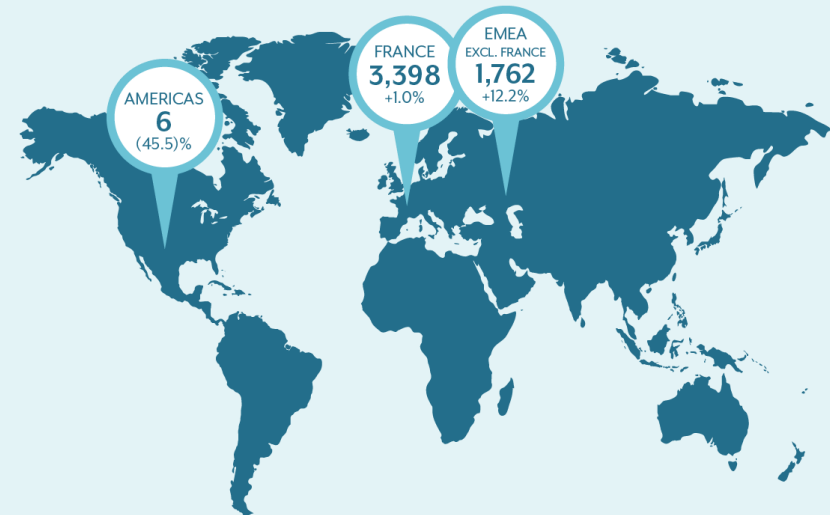 AMERICAS
6
(45.5)%
FRANCE
3,398
+1.0%
EMEA
EXCL. FRANCE
1,762
+12.2%